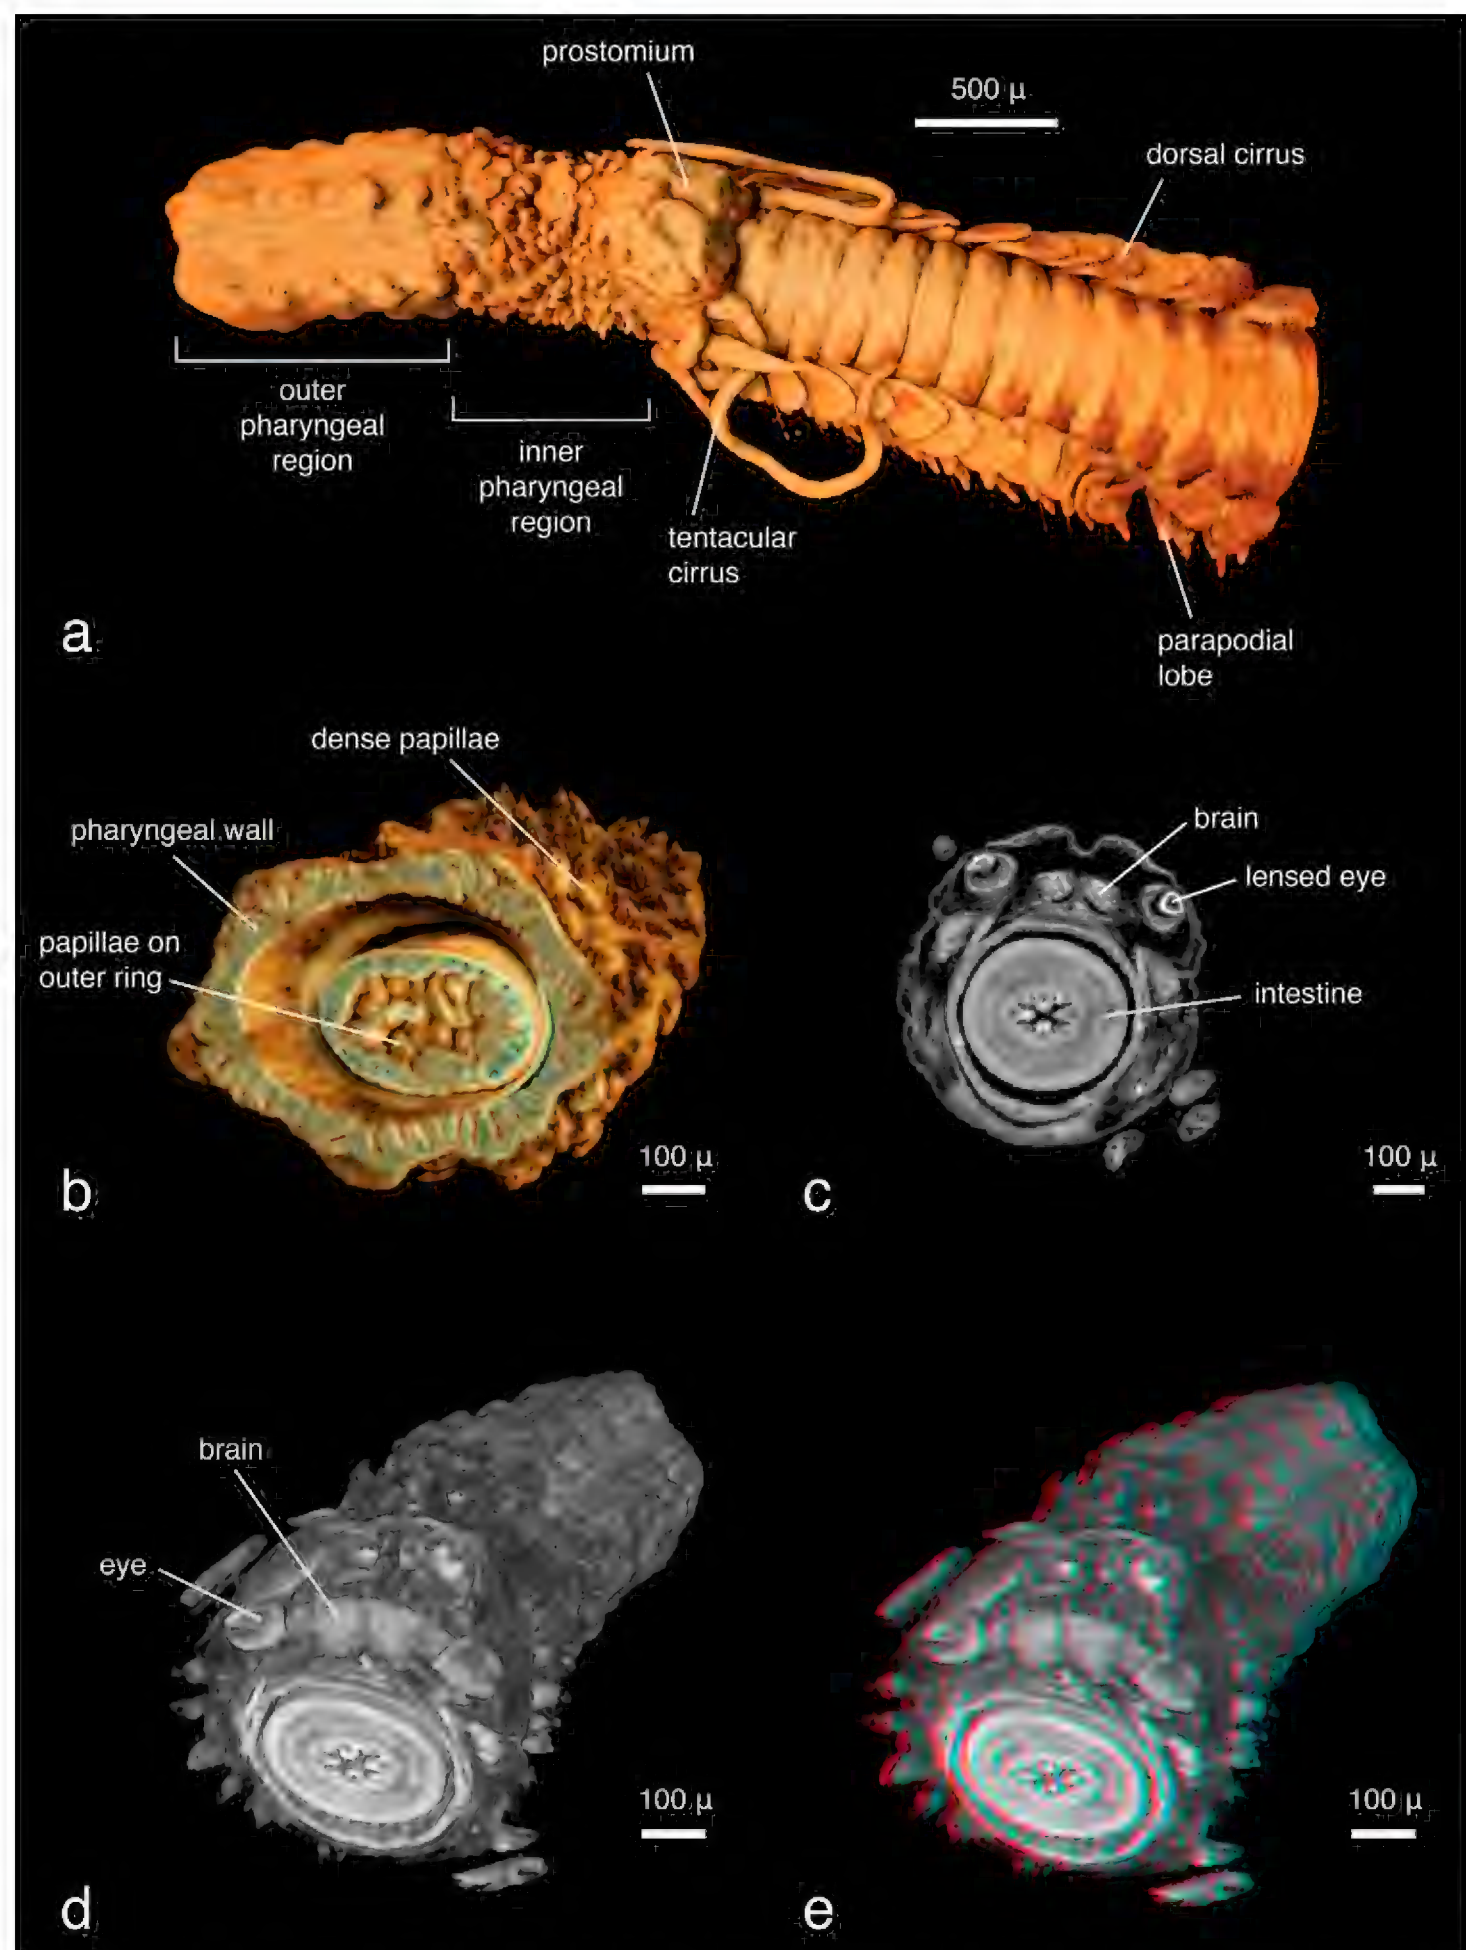 prostomium
500 µ
dorsal cirrus
outer
pharyngeal
region
inner
pharyngeal
region
tentacular
cirrus
parapodial
lobe
a
dense papillae
pharyngeal wall
papillae on
outer ring
100 µ
b
brain
lensed eye
intestine
100 µ
c
brain
eye
100 µ
d
100 µ
e